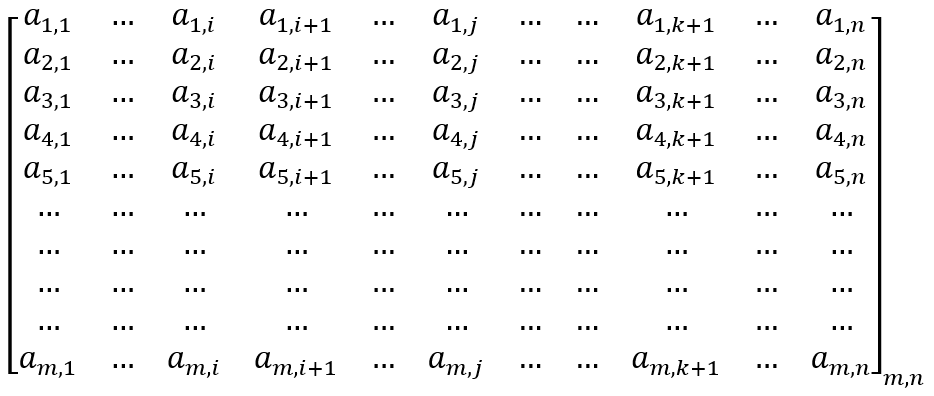 a1,1 … a1,i a1,i+1 … a1,j … … a1,k+1 … a1,n
a2,1 … a2,i a2,i+1 … a2,j … … a2,k+1 … a2,n
a3,1 … a3,i a3,i+1 … a3,j … … a3,k+1 … a3,n
a4,1 … a4,i a4,i+1 … a4,j … … a4,k+1 … a4,n
a5,1 … a5,i a5,i+1 … a5,j … … a5,k+1 … a5,n
… … … … … … … … … … …
… … … … … … … … … … …
… … … … … … … … … … …
… … … … … … … … … … …
am,1 … am,i am,i+1 … am,j … … am,k+1 … am,n
m,n